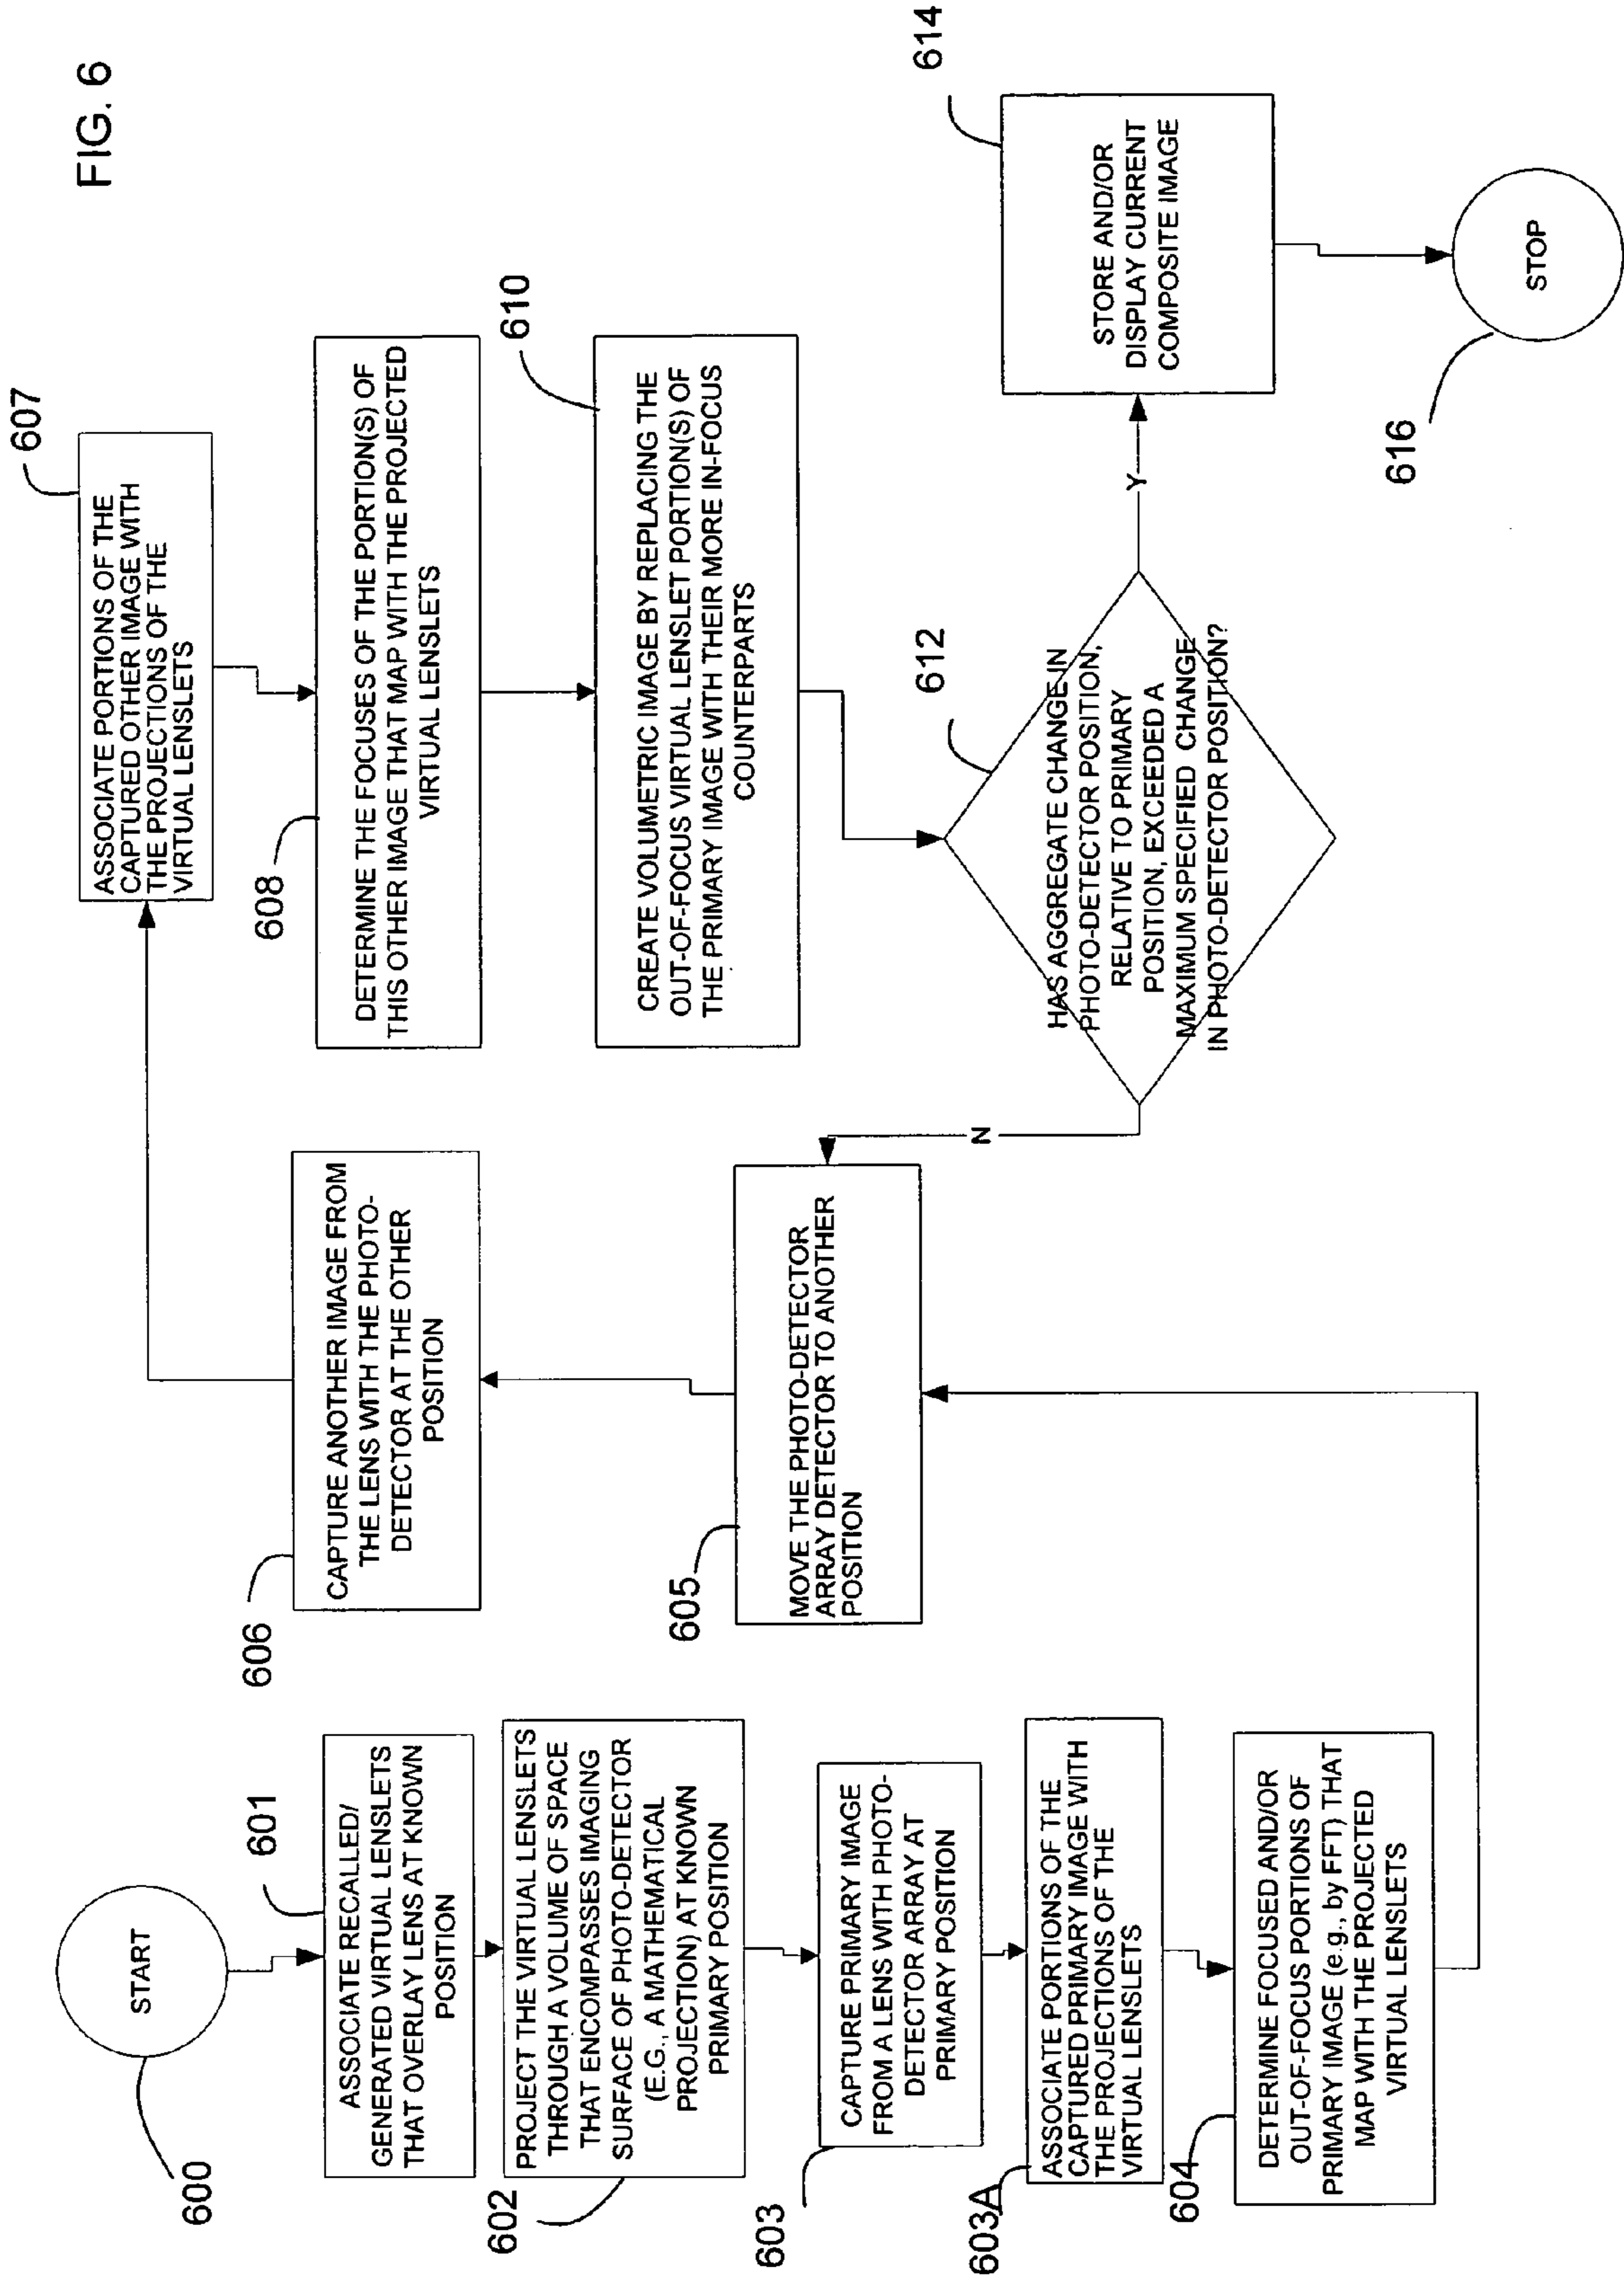 FIG. 6
START
600
601
ASSOCIATE RECALLED/
GENERATED VIRTUAL LENSLETS
THAT OVERLAY LENS AT KNOWN
POSITION
602
PROJECT THE VIRTUAL LENSLETS
THROUGH A VOLUME OF SPACE
THAT ENCOMPASSES IMAGING
SURFACE OF PHOTO-DETECTOR
(E.G., A MATHEMATICAL
PROJECTION) AT KNOWN
PRIMARY POSITION
603
CAPTURE PRIMARY IMAGE
FROM A LENS WITH PHOTO-
DETECTOR ARRAY AT
PRIMARY POSITION
603A
ASSOCIATE PORTIONS OF THE
CAPTURED PRIMARY IMAGE WITH
THE PROJECTIONS OF THE
VIRTUAL LENSLETS
604
DETERMINE FOCUSED AND/OR
OUT-OF-FOCUS PORTIONS OF
PRIMARY IMAGE (e.g., by FFT) THAT
MAP WITH THE PROJECTED
VIRTUAL LENSLETS
605
MOVE THE PHOTO-DETECTOR
ARRAY DETECTOR TO ANOTHER
POSITION
606
CAPTURE ANOTHER IMAGE FROM
THE LENS WITH THE PHOTO-
DETECTOR AT THE OTHER
POSITION
607
ASSOCIATE PORTIONS OF THE
CAPTURED OTHER IMAGE WITH
THE PROJECTIONS OF THE
VIRTUAL LENSLETS
608
DETERMINE THE FOCUSES OF THE PORTION(S) OF
THIS OTHER IMAGE THAT MAP WITH THE PROJECTED
VIRTUAL LENSLETS
610
CREATE VOLUMETRIC IMAGE BY REPLACING THE
OUT-OF-FOCUS VIRTUAL LENSLET PORTION(S) OF
THE PRIMARY IMAGE WITH THEIR MORE IN-FOCUS
COUNTERPARTS
612
HAS AGGREGATE CHANGE IN
PHOTO-DETECTOR POSITION,
RELATIVE TO PRIMARY
POSITION, EXCEEDED A
MAXIMUM SPECIFIED CHANGE
IN PHOTO-DETECTOR POSITION?
N
Y
614
STORE AND/OR
DISPLAY CURRENT
COMPOSITE IMAGE
616
STOP